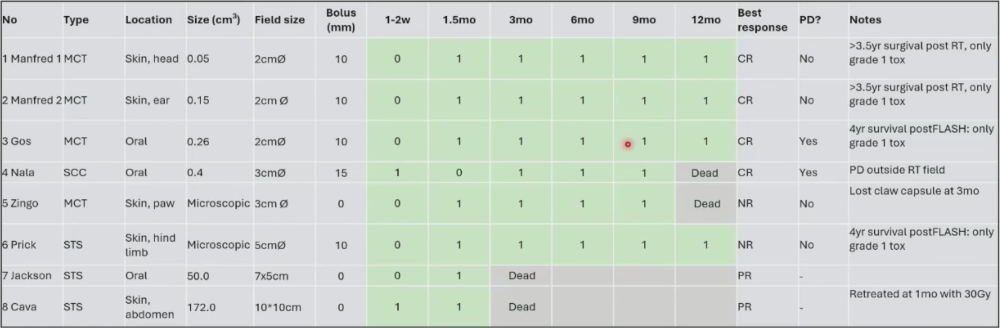 No Type Location Size (cm³) Field size Bolus (mm) 1-2w 1.5mo 3mo 6mo 9mo 12mo Best response PD? Notes
1 Manfred 1 MCT Skin, head 0.05 2cmØ 10 0 1 1 1 1 1 CR No >3.5yr surgival post RT, only grade 1 tox
2 Manfred 2 MCT Skin, ear 0.15 2cm Ø 10 0 1 1 1 1 1 CR No >3.5yr surgival post RT, only grade 1 tox
3 Gos MCT Oral 0.26 2cmØ 10 0 1 1 1 1 1 CR Yes 4yr survival postFLASH: only grade 1 tox
4 Nala SCC Oral 0.4 3cmØ 15 1 0 1 1 1 Dead CR Yes PD outside RT field
5 Zingo MCT Skin, paw Microscopic 3cm Ø 0 0 1 1 1 1 Dead NR No Lost claw capsule at 3mo
6 Prick STS Skin, hind limb Microscopic 5cmØ 10 0 1 1 1 1 1 NR No 4yr survival postFLASH: only grade 1 tox
7 Jackson STS Oral 50.0 7x5cm 0 0 1 Dead PR -
8 Cava STS Skin, abdomen 172.0 10*10cm 0 1 1 Dead PR - Retreated at 1mo with 30Gy